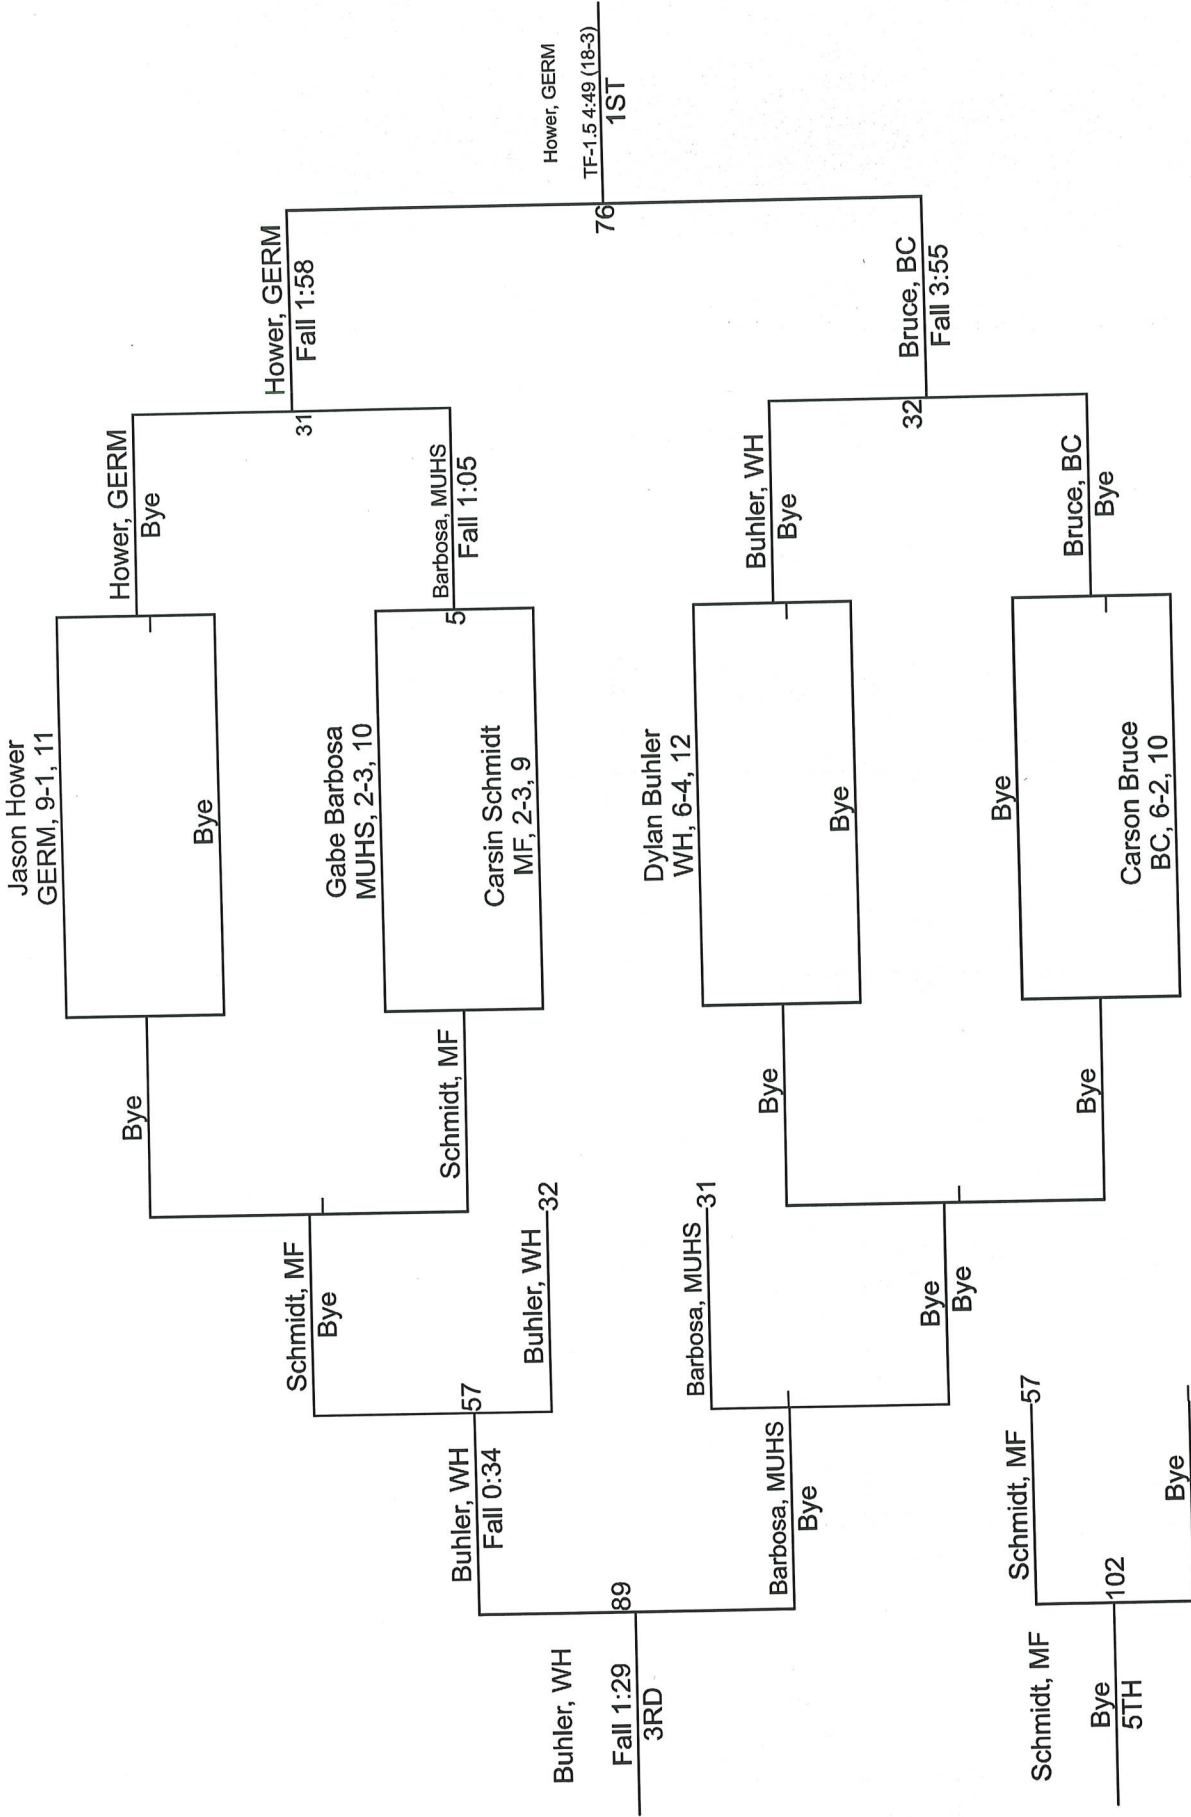 Jason Hower
GERM, 9-1, 11
Bye
Hower, GERM
Bye
Gabe Barbosa
MUHS, 2-3, 10
Carsin Schmidt
MF, 2-3, 9
5
Barbosa, MUHS
Fall 1:05
31
Hower, GERM
Fall 1:58
Dylan Buhler
WH, 6-4, 12
Bye
Buhler, WH
Bye
Bye
Carson Bruce
BC, 6-2, 10
Bruce, BC
Bye
32
Bruce, BC
Fall 3:55
76
Hower, GERM
TF-1.5 4:49 (18-3)
1ST
Bye
Schmidt, MF
Schmidt, MF
Bye
Buhler, WH
32
57
Buhler, WH
Fall 0:34
Bye
Bye
Barbosa, MUHS
31
Bye
Bye
Barbosa, MUHS
Bye
89
Buhler, WH
Fall 1:29
3RD
Schmidt, MF
57
Bye
102
Schmidt, MF
Bye
5TH